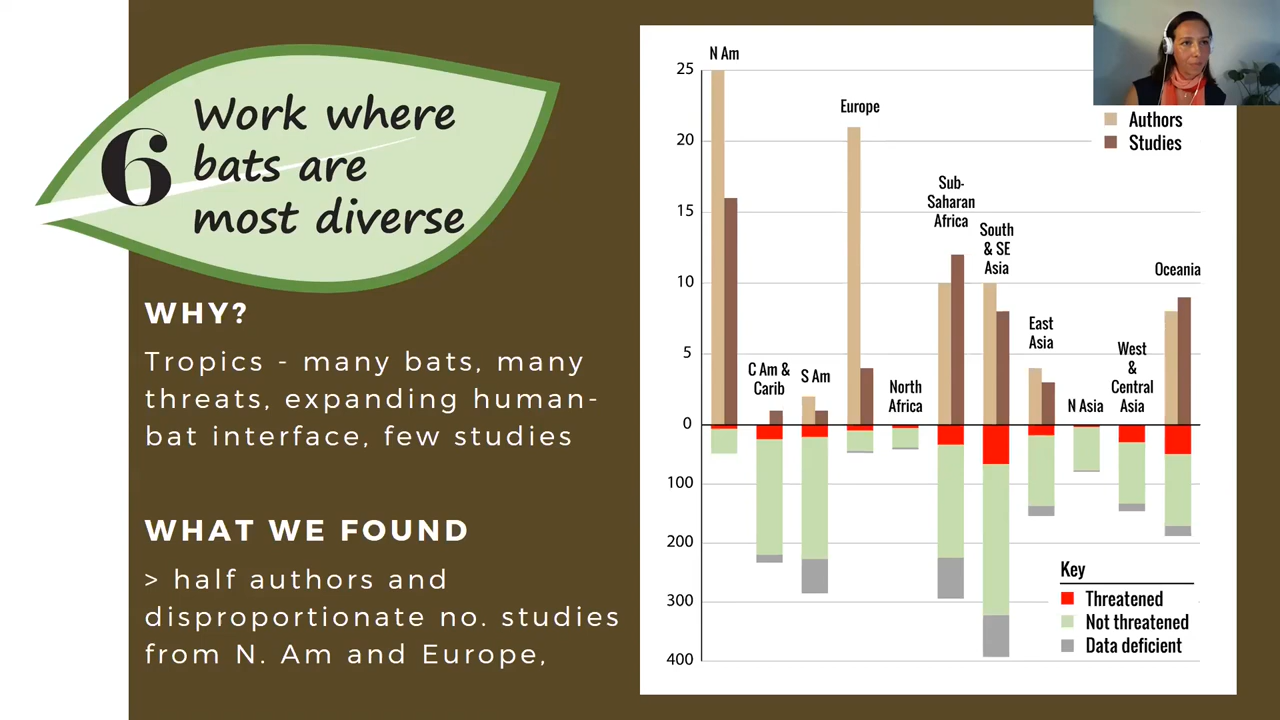 6
Work where
bats are
most diverse
WHY?
Tropics - many bats, many
threats, expanding human-
bat interface, few studies
WHAT WE FOUND
> half authors and
disproportionate no. studies
from N. Am and Europe,
25
20
15
10
5
0
100
200
300
400
N Am
C Am &
Carib
S Am
Europe
North
Africa
Sub-
Saharan
Africa
South
& SE
Asia
East
Asia
N Asia
West
&
Central
Asia
Oceania
Authors
Studies
Key
Threatened
Not threatened
Data deficient